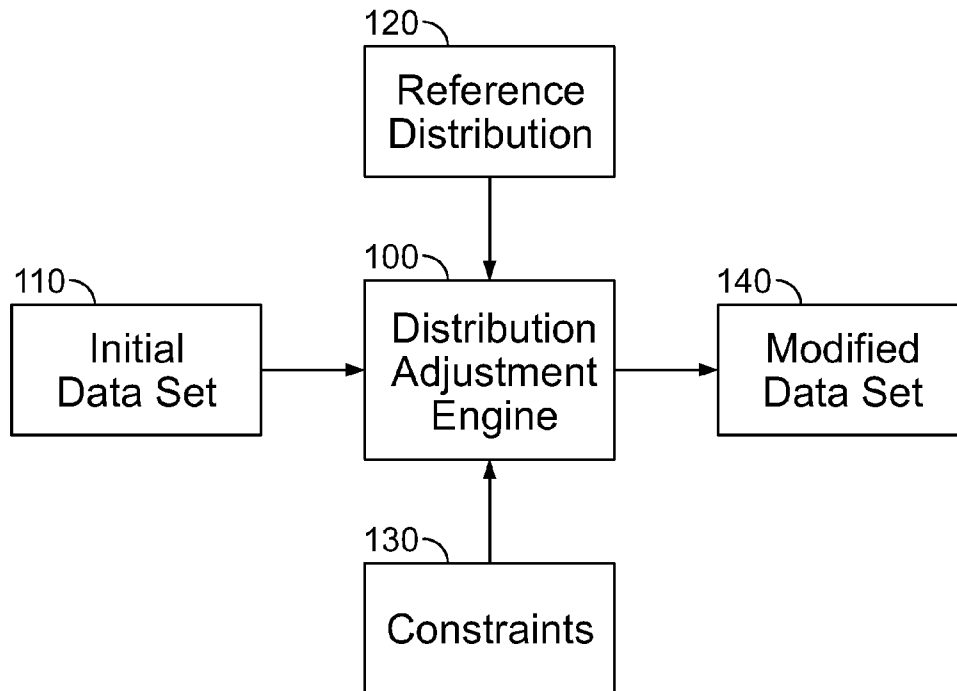 120
Reference
Distribution
100
Distribution
Adjustment
Engine
110
Initial
Data Set
140
Modified
Data Set
130
Constraints